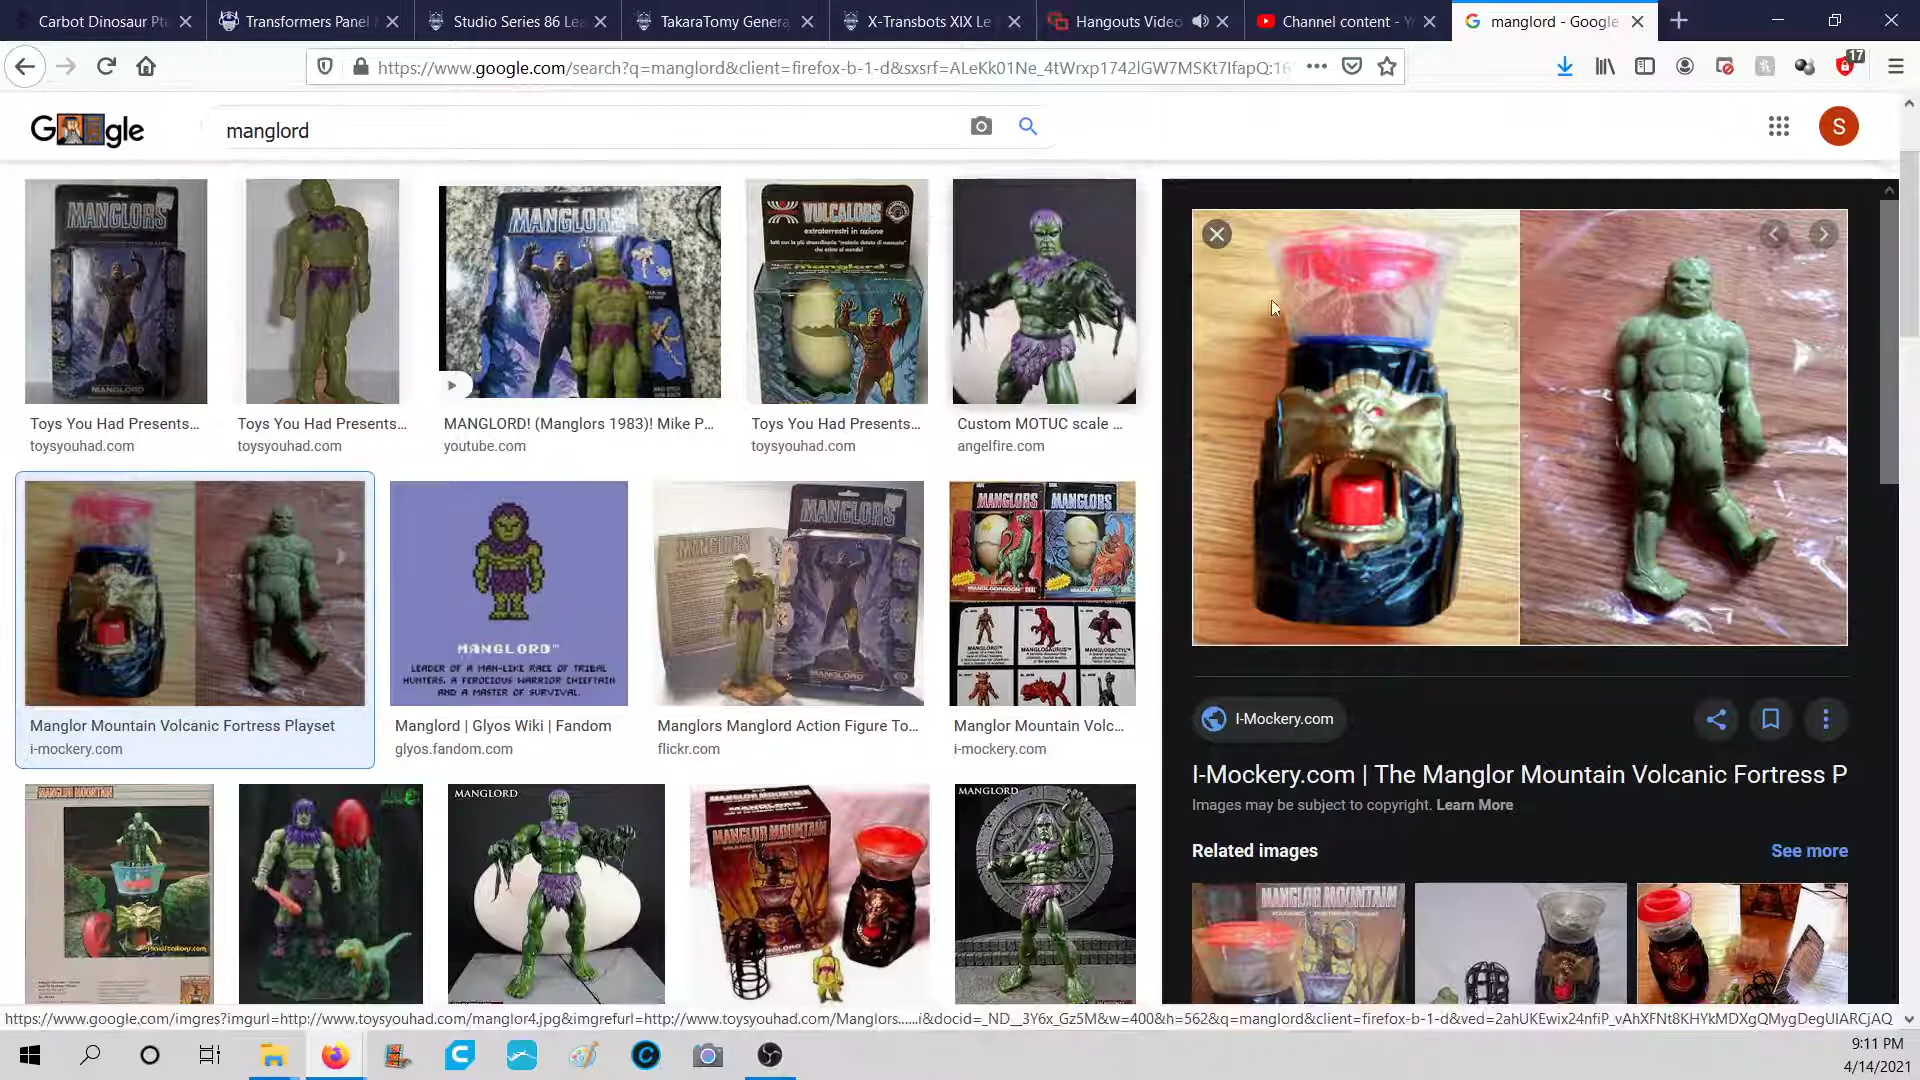 Carbot Dinosaur Pte
Transformers Panel
Studio Series 86 Lea
TakaraTomy Genera
X-Transbots XIX Le
Hangouts Video
Channel content - Y
manglord - Google
https://www.google.com/search?q=manglord&client=firefox-b-1-d&sxsrf=ALeKk01Ne_4tWrxp1742lGW7MSKt7IfapQ:16
17
G gle
manglord
S
MANGLORS
MANGLORD
MANGLORS
VULCALORS
extraterrestri in azione
manglord
Toys You Had Presents...
toysyouhad.com
Toys You Had Presents...
toysyouhad.com
MANGLORD! (Manglors 1983)! Mike P...
youtube.com
Toys You Had Presents...
toysyouhad.com
Custom MOTUC scale ...
angelfire.com
MANGLORD™
LEADER OF A MAN-LIKE RACE OF TRIBAL
HUNTERS, A FEROCIOUS WARRIOR CHIEFTAIN
AND A MASTER OF SURVIVAL.
MANGLORS
MANGLORD
MANGLORS MANGLORS
Manglor Mountain Volcanic Fortress Playset
i-mockery.com
Manglord | Glyos Wiki | Fandom
glyos.fandom.com
Manglors Manglord Action Figure To...
flickr.com
Manglor Mountain Volc...
i-mockery.com
MANGLOR MOUNTAIN
MANGLORD
MANGLOR MOUNTAIN
MANGLORD
I-Mockery.com
I-Mockery.com | The Manglor Mountain Volcanic Fortress P
Images may be subject to copyright. Learn More
Related images
See more
MANGLOR MOUNTAIN
https://www.google.com/imgres?imgurl=http://www.toysyouhad.com/manglor4.jpg&imgrefurl=http://www.toysyouhad.com/Manglors......i&docid=_ND__3Y6x_Gz5M&w=400&h=562&q=manglord&client=firefox-b-1-d&ved=2ahUKEwix24nfiP_vAhXFNt8KHYkMDXgQMygDegUIARCjAQ
9:11 PM
4/14/2021